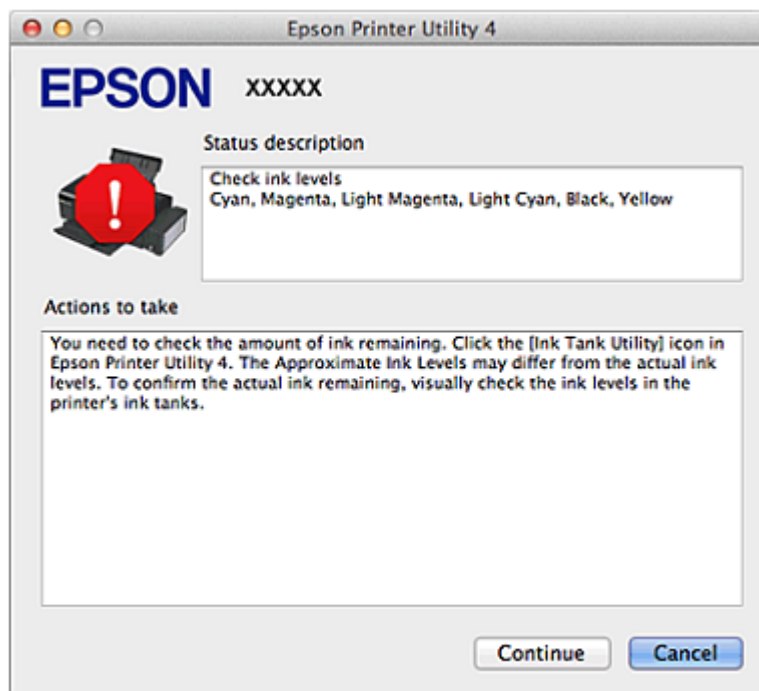 Epson Printer Utility 4
EPSON XXXXX
Status description
Check ink levels
Cyan, Magenta, Light Magenta, Light Cyan, Black, Yellow
Actions to take
You need to check the amount of ink remaining. Click the [Ink Tank Utility] icon in
Epson Printer Utility 4. The Approximate Ink Levels may differ from the actual ink
levels. To confirm the actual ink remaining, visually check the ink levels in the
printer's ink tanks.
Continue Cancel